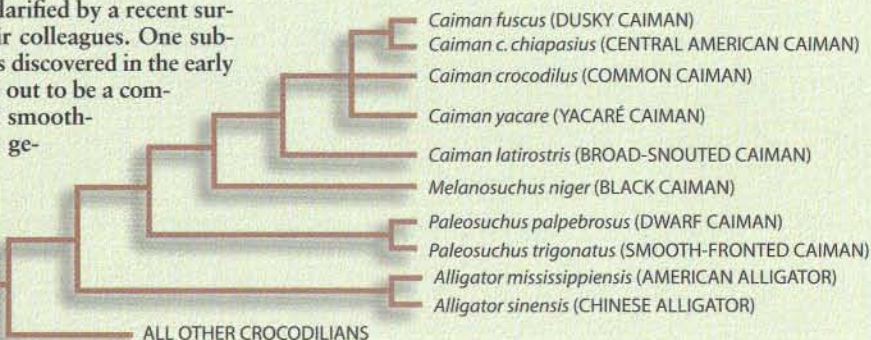 larified by a recent sur-
ir colleagues. One sub-
s discovered in the early
out to be a com-
smooth-
ge-
Caiman fuscus (DUSKY CAIMAN)
Caiman c. chiapasius (CENTRAL AMERICAN CAIMAN)
Caiman crocodilus (COMMON CAIMAN)
Caiman yacare (YACARÉ CAIMAN)
Caiman latirostris (BROAD-SNOUTED CAIMAN)
Melanosuchus niger (BLACK CAIMAN)
Paleosuchus palpebrosus (DWARF CAIMAN)
Paleosuchus trigonatus (SMOOTH-FRONTED CAIMAN)
Alligator mississippiensis (AMERICAN ALLIGATOR)
Alligator sinensis (CHINESE ALLIGATOR)
ALL OTHER CROCODILIANS